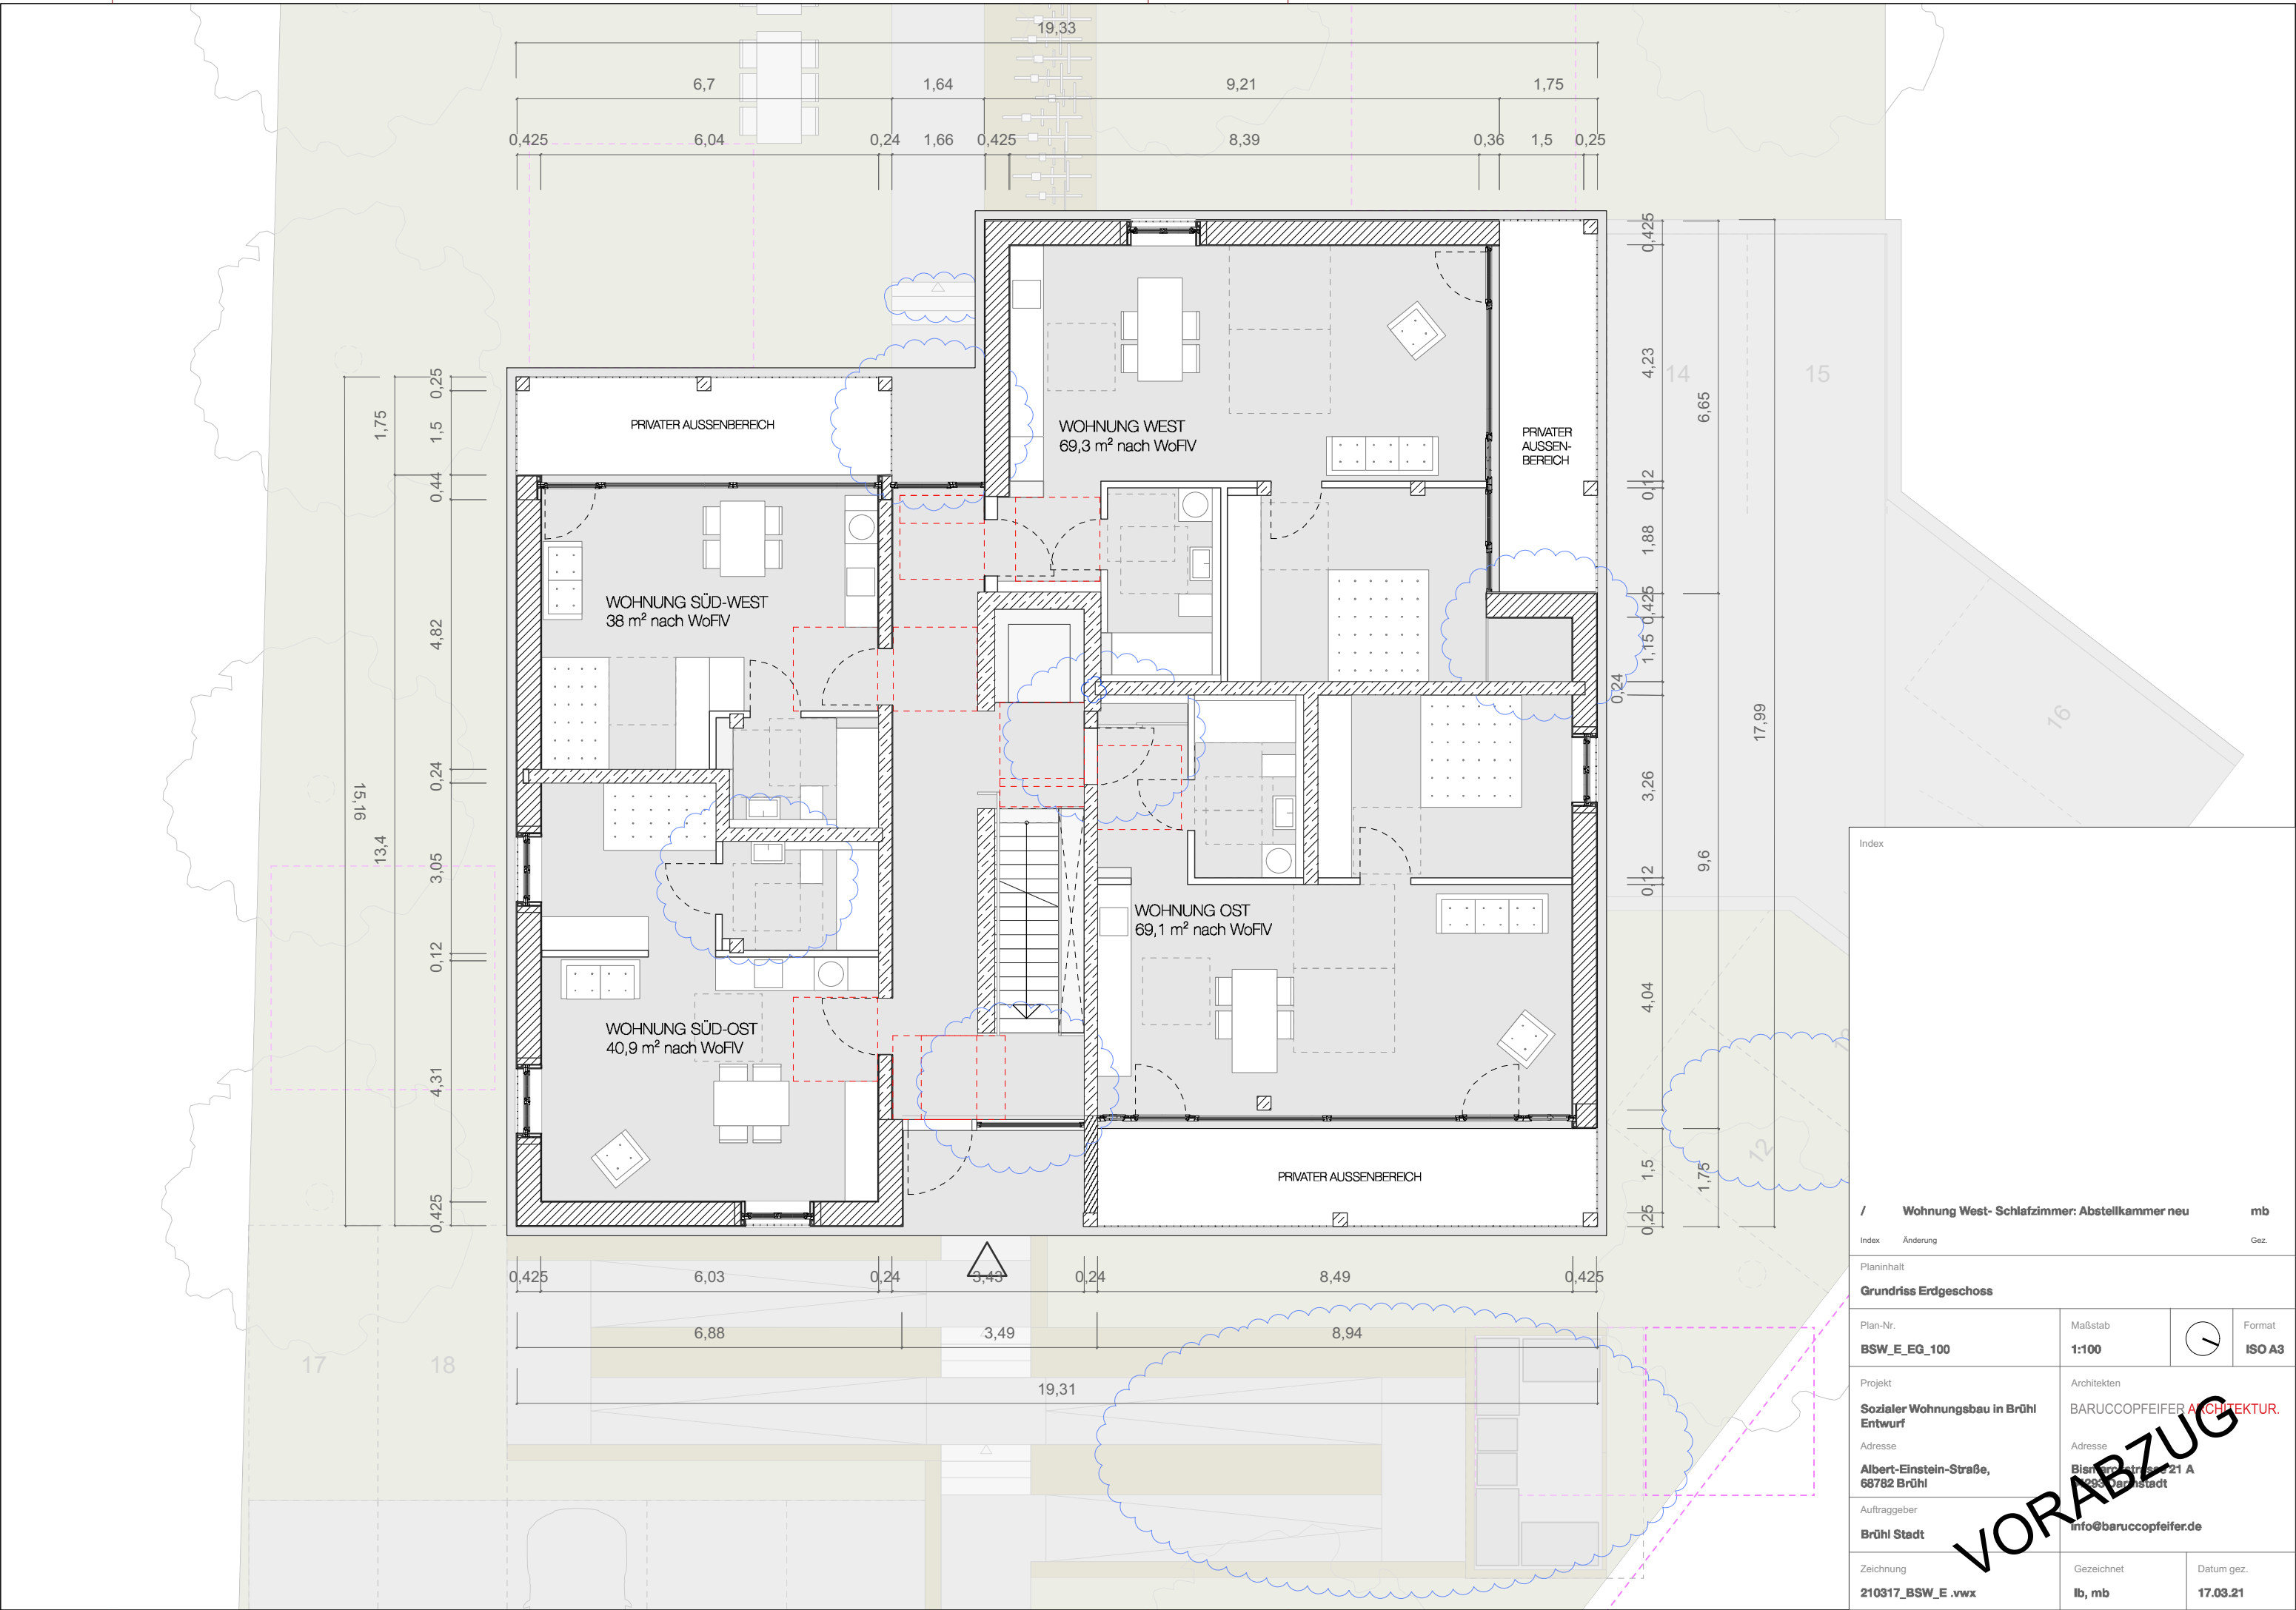 19,33
6,7 1,64 9,21 1,75
0,425 6,04 0,24 1,66 0,425 8,39 0,36 1,5 0,25
0,25
1,5
0,44
4,82
0,24
3,05
0,12
4,31
0,425
1,75
13,4
15,16
PRIVATER AUSSENBEREICH
WOHNUNG WEST
69,3 m² nach WoFIV
PRIVATER
AUSSEN-
BEREICH
WOHNUNG SÜD-WEST
38 m² nach WoFIV
WOHNUNG OST
69,1 m² nach WoFIV
WOHNUNG SÜD-OST
40,9 m² nach WoFIV
PRIVATER AUSSENBEREICH
0,425
4,23
0,12
1,88
0,425
1,15
0,24
3,26
0,12
4,04
1,5
0,25
6,65
9,6
1,75
17,99
14
15
16
12
17
18
0,425 6,03 0,24 3,43 0,24 8,49 0,425
6,88 3,49 8,94
19,31
Index
/ Wohnung West- Schlafzimmer: Abstellkammer neu mb
Index Änderung Gez.
Planinhalt
Grundriss Erdgeschoss
Plan-Nr. Maßstab Format
BSW_E_EG_100 1:100 ISO A3
Projekt
Sozialer Wohnungsbau in Brühl
Entwurf
Adresse
Albert-Einstein-Straße,
68782 Brühl
Auftraggeber
Brühl Stadt
Architekten
BARUCCOPFEIFER ARCHITEKTUR.
Adresse
21 A
Darmstadt
info@baruccopfeifer.de
VORABZUG
Zeichnung Gezeichnet Datum gez.
210317_BSW_E .vwx lb, mb 17.03.21